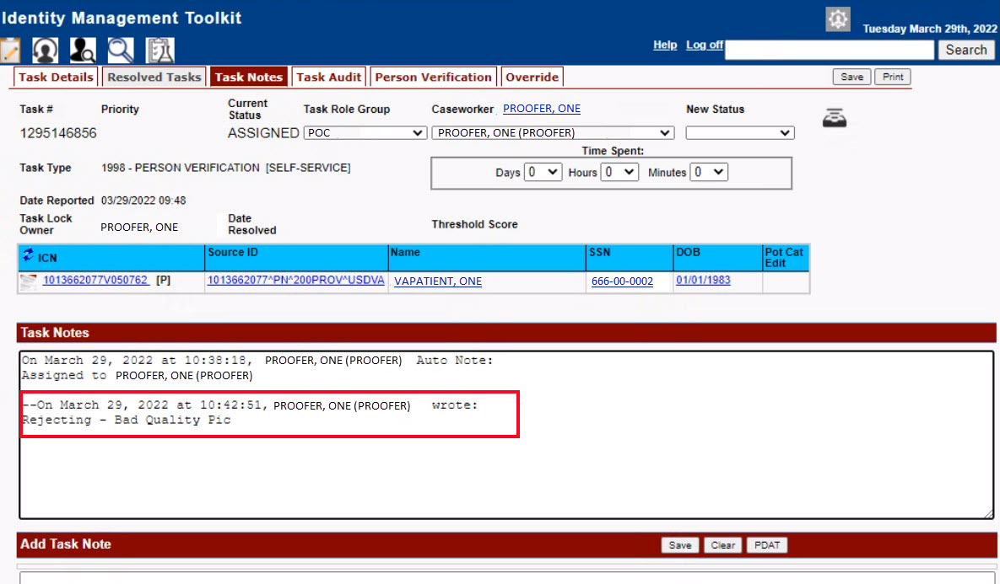 Identity Management Toolkit
Tuesday March 29th, 2022
Help Log off Search
Task Details Resolved Tasks Task Notes Task Audit Person Verification Override Save Print
Task # Priority Current Status Task Role Group Caseworker PROOFER, ONE New Status
1295146856 ASSIGNED POC PROOFER, ONE (PROOFER)
Time Spent:
Task Type 1998 - PERSON VERIFICATION [SELF-SERVICE] Days 0 Hours 0 Minutes 0
Date Reported 03/29/2022 09:48
Task Lock Owner PROOFER, ONE Date Resolved Threshold Score
ICN Source ID Name SSN DOB Pot Cat Edit
1013662077V050762 [P] 1013662077^PN^200PROV^USDVA VAPATIENT, ONE 666-00-0002 01/01/1983
Task Notes
On March 29, 2022 at 10:38:18, PROOFER, ONE (PROOFER) Auto Note:
Assigned to PROOFER, ONE (PROOFER)
--On March 29, 2022 at 10:42:51, PROOFER, ONE (PROOFER) wrote:
Rejecting - Bad Quality Pic
Add Task Note Save Clear PDAT